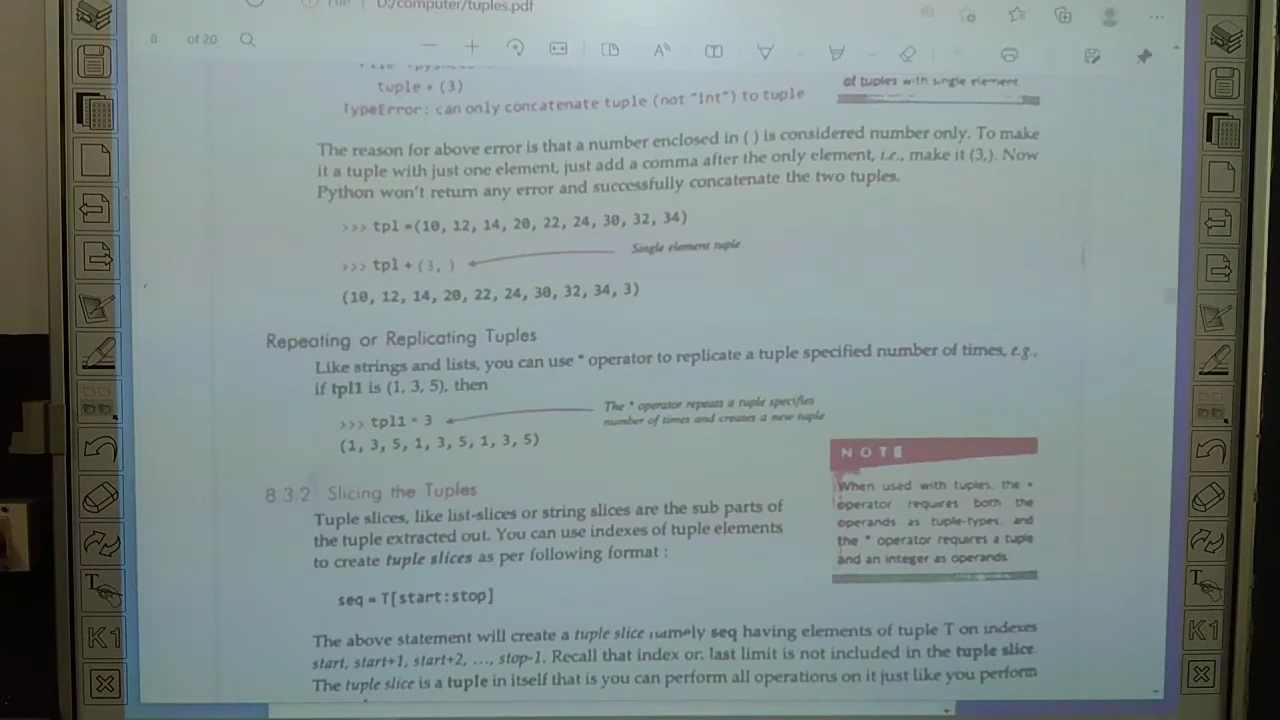 File | D:/computer/tuples.pdf
8 of 20
tuple + (3)
TypeError: can only concatenate tuple (not "Int") to tuple
of tuples with single element
The reason for above error is that a number enclosed in ( ) is considered number only. To make
it a tuple with just one element, just add a comma after the only element, i.e., make it (3,). Now
Python won't return any error and successfully concatenate the two tuples.
>>> tpl =(10, 12, 14, 20, 22, 24, 30, 32, 34)
Single element tuple
>>> tpl + (3, )
(10, 12, 14, 20, 22, 24, 30, 32, 34, 3)
Repeating or Replicating Tuples
Like strings and lists, you can use * operator to replicate a tuple specified number of times, e.g.,
if tpl1 is (1, 3, 5), then
>>> tpl1 * 3
The * operator repeats a tuple specifies
number of times and creates a new tuple
(1, 3, 5, 1, 3, 5, 1, 3, 5)
NOTE
When used with tuples, the +
operator requires both the
operands as tuple-types, and
the * operator requires a tuple
and an integer as operands
8.3.2 Slicing the Tuples
Tuple slices, like list-slices or string slices are the sub parts of
the tuple extracted out. You can use indexes of tuple elements
to create tuple slices as per following format :
seq = T[start:stop]
The above statement will create a tuple slice namely seq having elements of tuple T on indexes
start, start+1, start+2, ..., stop-1. Recall that index on last limit is not included in the tuple slice.
The tuple slice is a tuple in itself that is you can perform all operations on it just like you perform
K1
K1